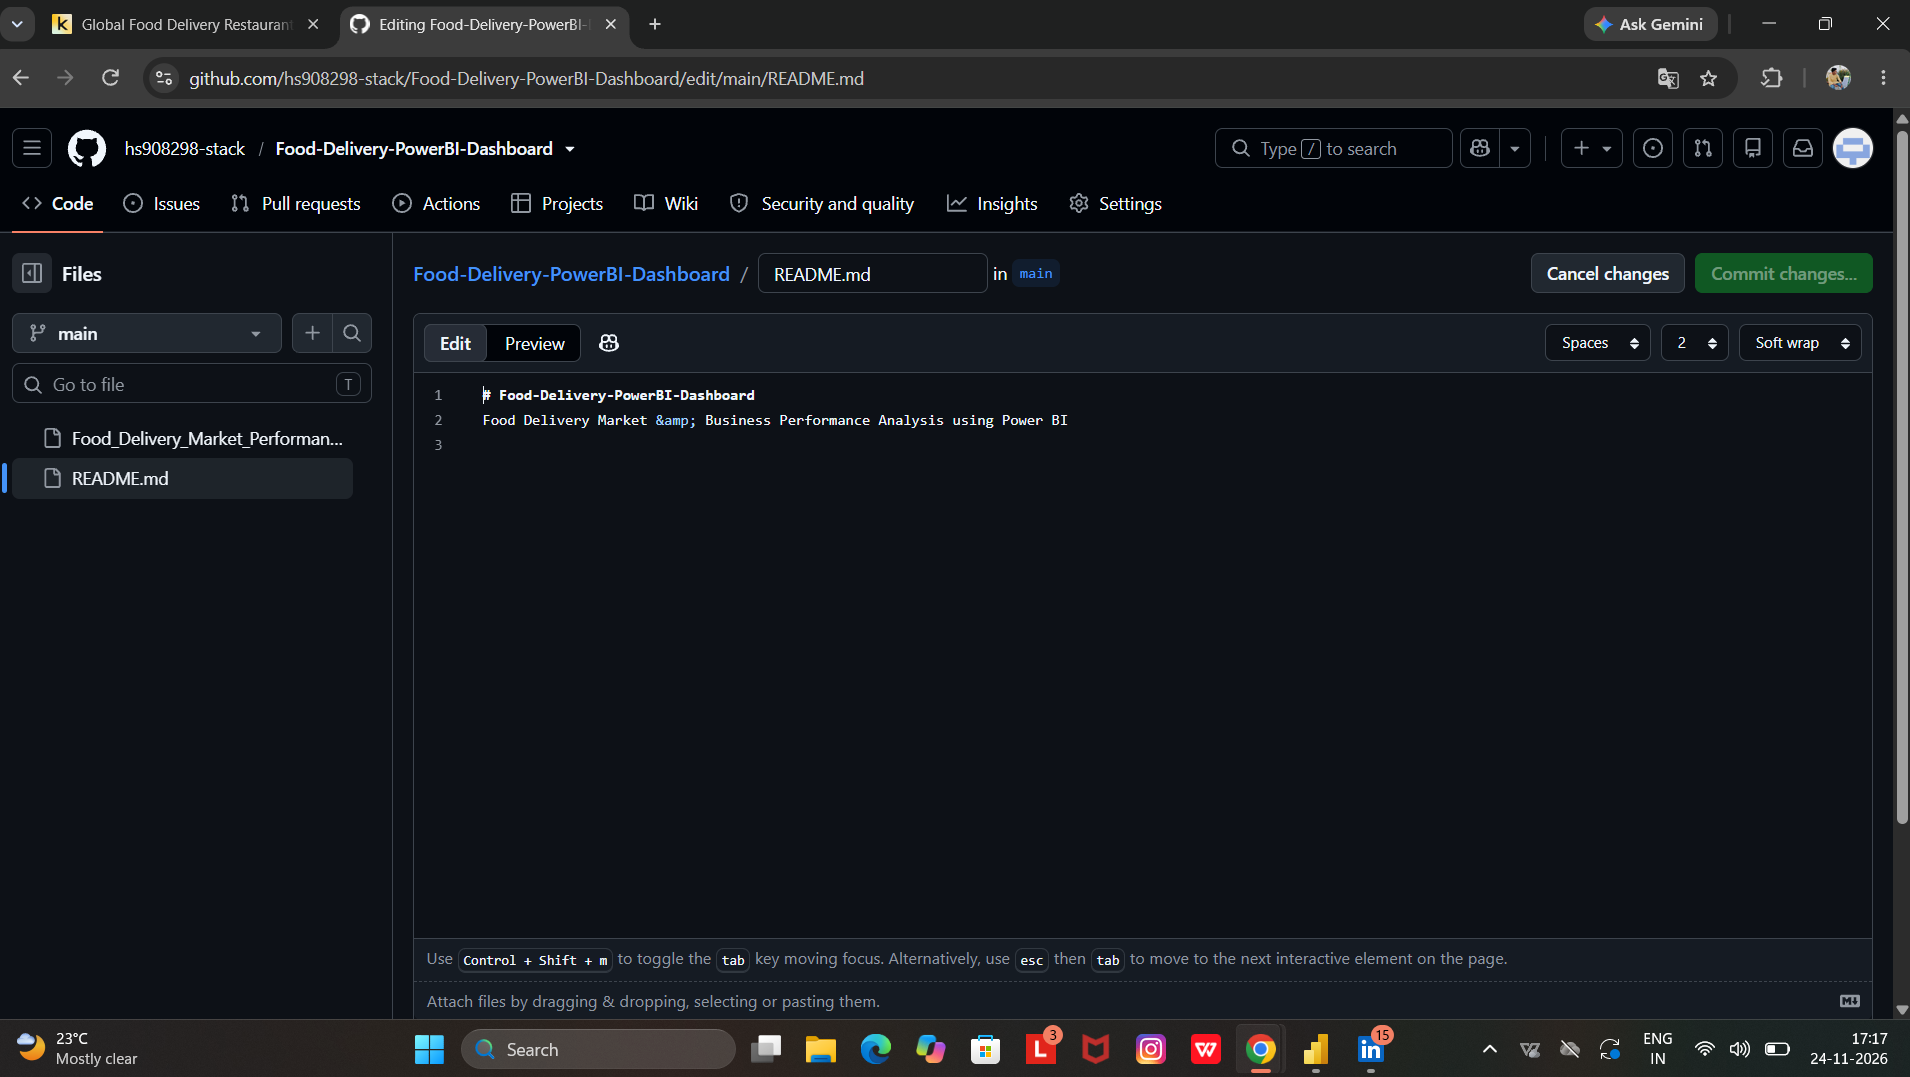 Global Food Delivery Restaurant
Editing Food-Delivery-PowerBI-
Ask Gemini
github.com/hs908298-stack/Food-Delivery-PowerBI-Dashboard/edit/main/README.md
hs908298-stack / Food-Delivery-PowerBI-Dashboard
Type / to search
Code
Issues
Pull requests
Actions
Projects
Wiki
Security and quality
Insights
Settings
Files
Food-Delivery-PowerBI-Dashboard / README.md in main
Cancel changes
Commit changes...
main
Edit
Preview
Spaces
2
Soft wrap
Go to file
T
1 # Food-Delivery-PowerBI-Dashboard
2 Food Delivery Market &amp; Business Performance Analysis using Power BI
3
Food_Delivery_Market_Performan...
README.md
Use Control + Shift + m to toggle the tab key moving focus. Alternatively, use esc then tab to move to the next interactive element on the page.
Attach files by dragging & dropping, selecting or pasting them.
23°C
Mostly clear
Search
3
15
ENG
IN
17:17
24-11-2026